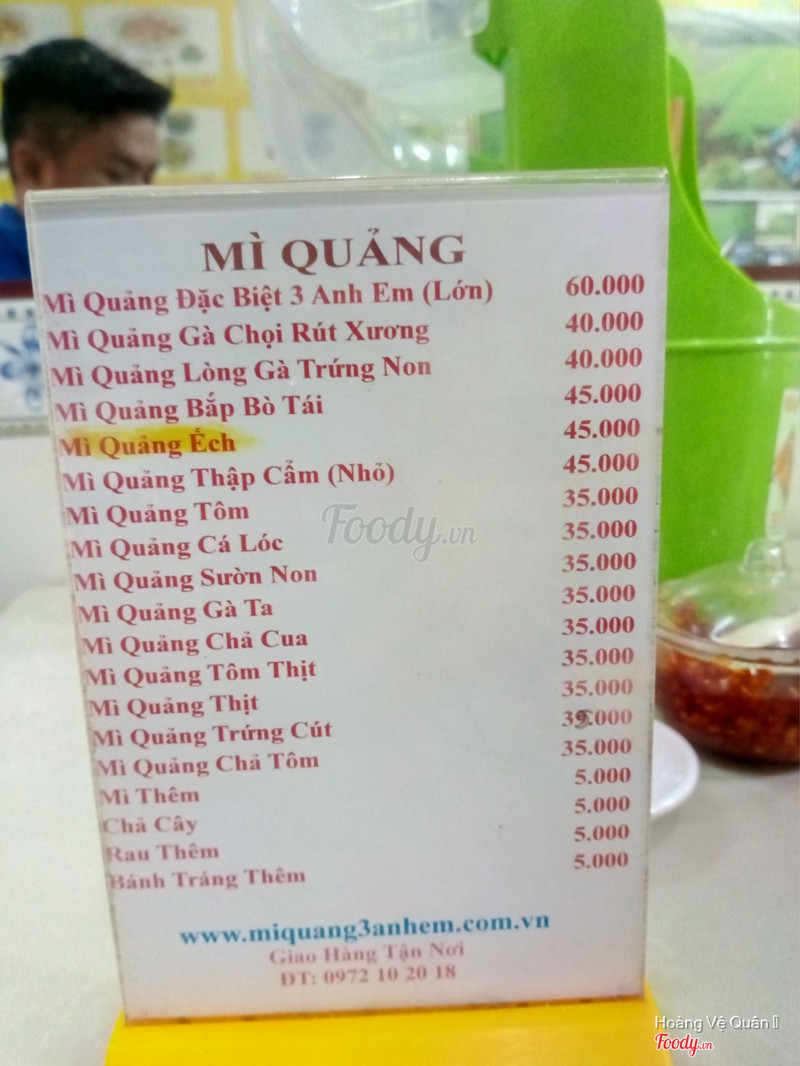 MÌ QUẢNG
Mì Quảng Đặc Biệt 3 Anh Em (Lớn) 60.000
Mì Quảng Gà Chọi Rút Xương 40.000
Mì Quảng Lòng Gà Trứng Non 40.000
Mì Quảng Bắp Bò Tái 45.000
Mì Quảng Ếch 45.000
Mì Quảng Thập Cẩm (Nhỏ) 45.000
Mì Quảng Tôm 35.000
Mì Quảng Cá Lóc 35.000
Mì Quảng Sườn Non 35.000
Mì Quảng Gà Ta 35.000
Mì Quảng Chả Cua 35.000
Mì Quảng Tôm Thịt 35.000
Mì Quảng Thịt 35.000
Mì Quảng Trứng Cút 35.000
Mì Quảng Chả Tôm 35.000
Mì Thêm 5.000
Chả Cây 5.000
Rau Thêm 5.000
Bánh Tráng Thêm 5.000
www.miquang3anhem.com.vn
Giao Hàng Tận Nơi
ĐT: 0972 10 20 18
Foody.vn
Hoàng Vệ Quân
Foody.vn